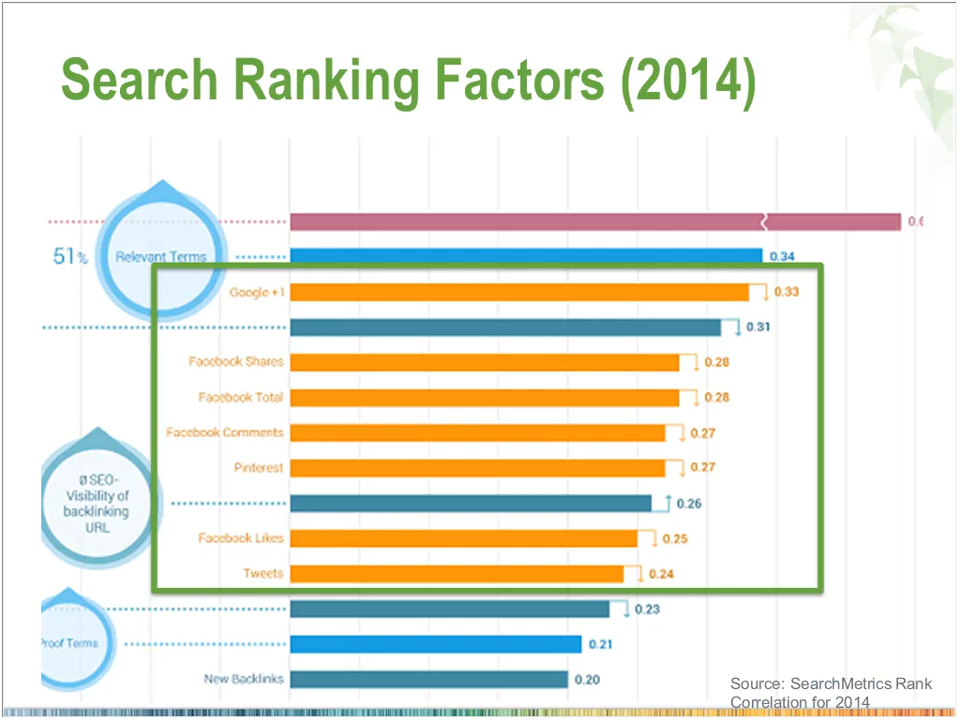 Search Ranking Factors (2014)
0.6
51% Relevant Terms 0.34
Google +1 0.33
0.31
Facebook Shares 0.28
Facebook Total 0.28
Facebook Comments 0.27
Pinterest 0.27
ø SEO-
Visibility of
backlinking
URL
0.26
Facebook Likes 0.25
Tweets 0.24
0.23
Proof Terms 0.21
New Backlinks 0.20
Source: SearchMetrics Rank
Correlation for 2014